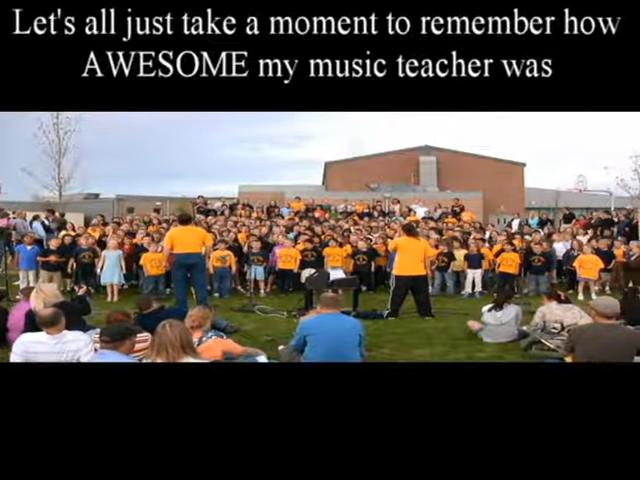 Let's all just take a moment to remember how
AWESOME my music teacher was